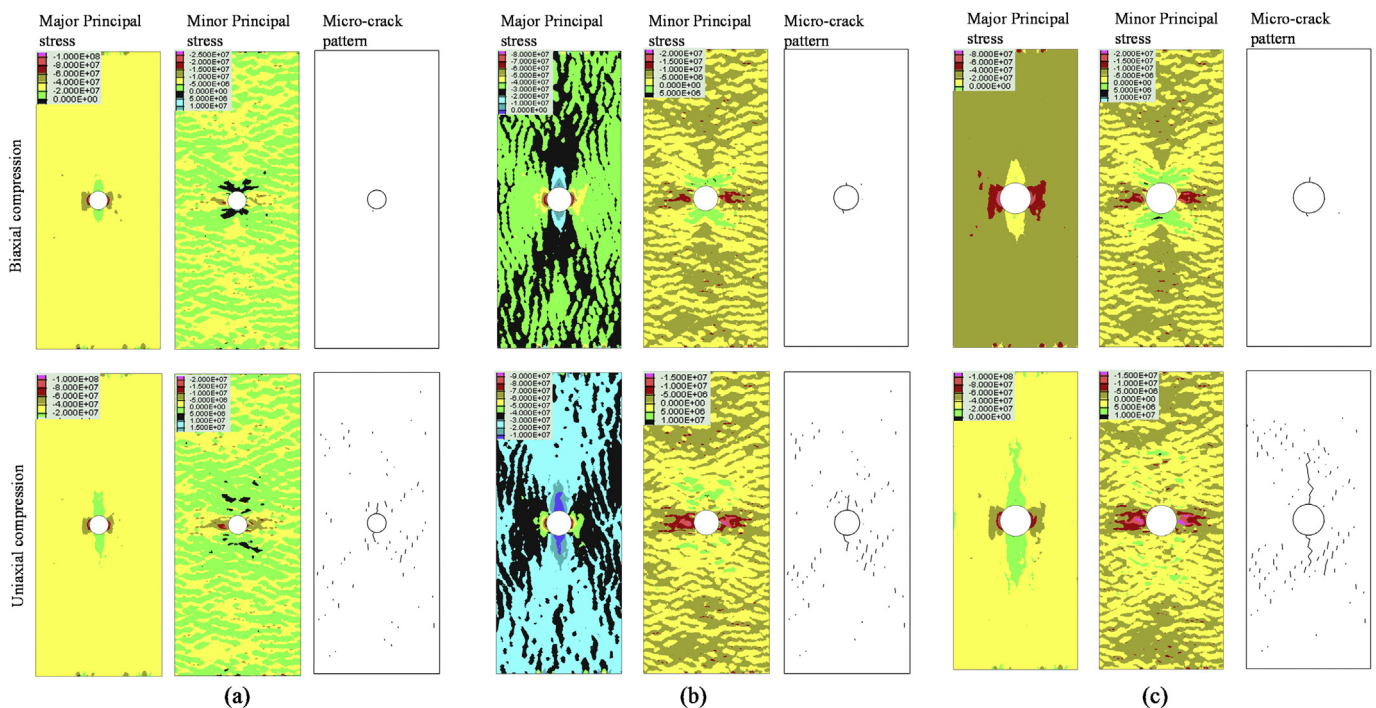 Major Principal
stress
Minor Principal
stress
Micro-crack
pattern
Major Principal
stress
Minor Principal
stress
Micro-crack
pattern
Major Principal
stress
Minor Principal
stress
Micro-crack
pattern
Biaxial compression
-1.000E+08
-8.000E+07
-6.000E+07
-4.000E+07
-2.000E+07
0.000E+00
-2.500E+07
-2.000E+07
-1.500E+07
-1.000E+07
-5.000E+06
0.000E+00
5.000E+06
1.000E+07
-8.000E+07
-7.000E+07
-6.000E+07
-5.000E+07
-4.000E+07
-3.000E+07
-2.000E+07
-1.000E+07
0.000E+00
-2.000E+07
-1.500E+07
-1.000E+07
-5.000E+06
0.000E+00
5.000E+06
-8.000E+07
-6.000E+07
-4.000E+07
-2.000E+07
0.000E+00
-2.000E+07
-1.500E+07
-1.000E+07
-5.000E+06
0.000E+00
5.000E+06
1.000E+07
Uniaxial compression
-1.000E+08
-8.000E+07
-6.000E+07
-4.000E+07
-2.000E+07
-2.000E+07
-1.500E+07
-1.000E+07
-5.000E+06
0.000E+00
5.000E+06
1.000E+07
1.500E+07
-9.000E+07
-8.000E+07
-7.000E+07
-6.000E+07
-5.000E+07
-4.000E+07
-3.000E+07
-2.000E+07
-1.000E+07
-1.500E+07
-1.000E+07
-5.000E+06
0.000E+00
5.000E+06
1.000E+07
-1.000E+08
-8.000E+07
-6.000E+07
-4.000E+07
-2.000E+07
0.000E+00
-1.500E+07
-1.000E+07
-5.000E+06
0.000E+00
5.000E+06
1.000E+07
(a)
(b)
(c)